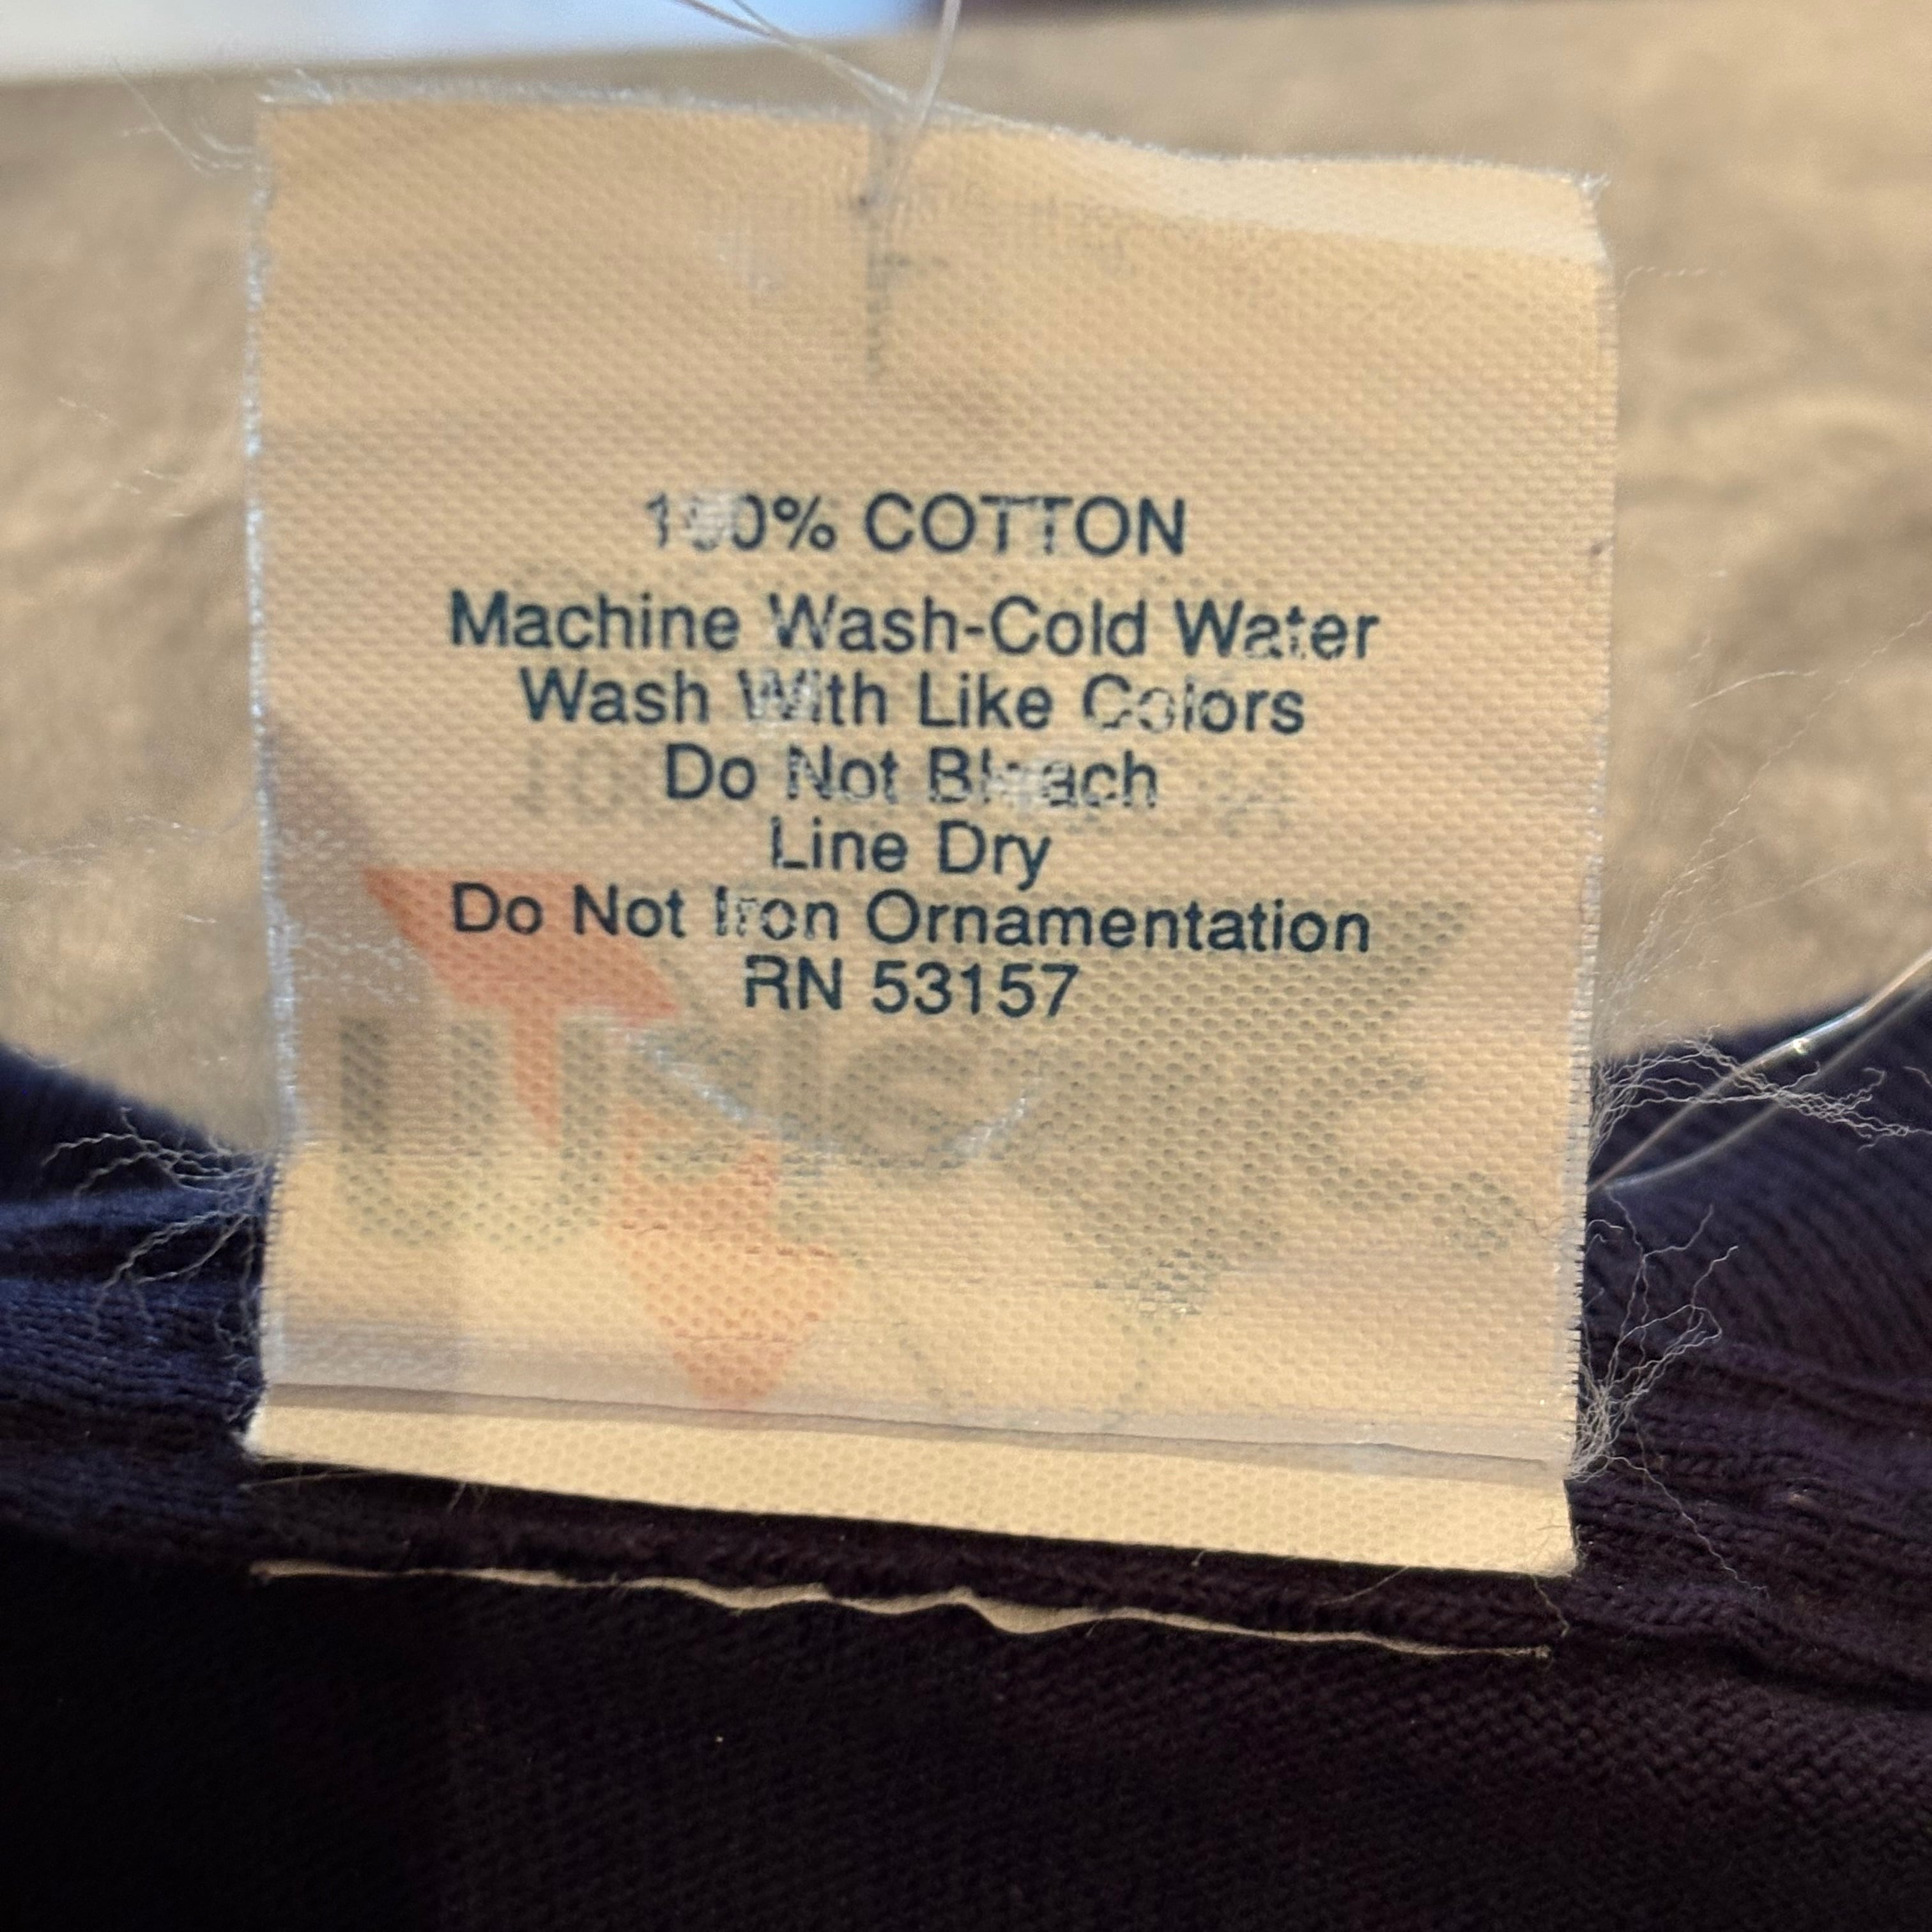 100% COTTON
Machine Wash-Cold Water
Wash With Like Colors
Do Not Bleach
Line Dry
Do Not Iron Ornamentation
RN 53157